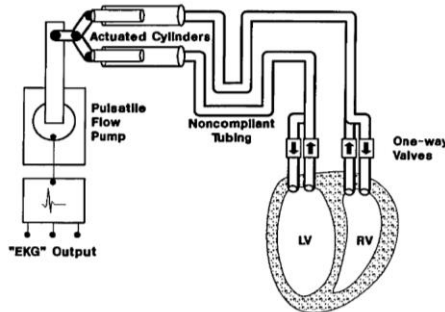 Actuated Cylinders
Pulsatile
Flow
Pump
Noncompliant
Tubing
One-way
Valves
LV
RV
"EKG" Output